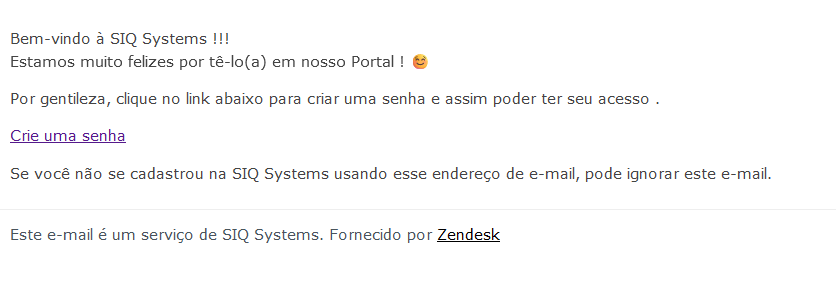 Bem-vindo à SIQ Systems !!!
Estamos muito felizes por tê-lo(a) em nosso Portal ! 😊
Por gentileza, clique no link abaixo para criar uma senha e assim poder ter seu acesso .
Crie uma senha
Se você não se cadastrou na SIQ Systems usando esse endereço de e-mail, pode ignorar este e-mail.
Este e-mail é um serviço de SIQ Systems. Fornecido por Zendesk